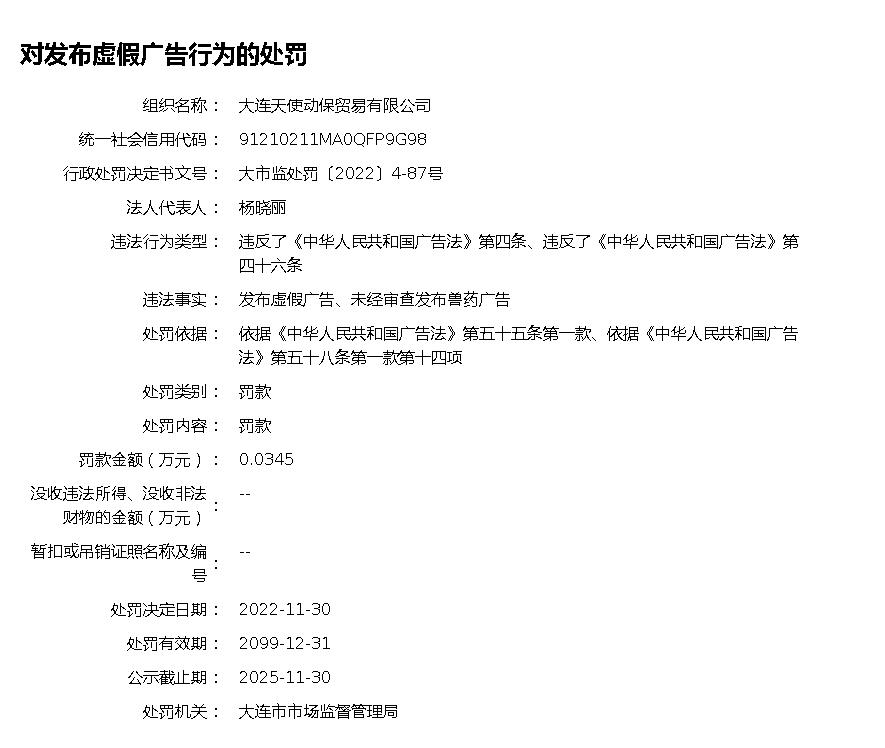 对发布虚假广告行为的处罚
组织名称： 大连天使动保贸易有限公司
统一社会信用代码： 91210211MA0QFP9G98
行政处罚决定书文号： 大市监处罚〔2022〕4-87号
法人代表人： 杨晓丽
违法行为类型： 违反了《中华人民共和国广告法》第四条、违反了《中华人民共和国广告法》第
四十六条
违法事实： 发布虚假广告、未经审查发布兽药广告
处罚依据： 依据《中华人民共和国广告法》第五十五条第一款、依据《中华人民共和国广告
法》第五十八条第一款第十四项
处罚类别： 罚款
处罚内容： 罚款
罚款金额（万元）： 0.0345
没收违法所得、没收非法
财物的金额（万元）： --
暂扣或吊销证照名称及编
号： --
处罚决定日期： 2022-11-30
处罚有效期： 2099-12-31
公示截止期： 2025-11-30
处罚机关： 大连市市场监督管理局